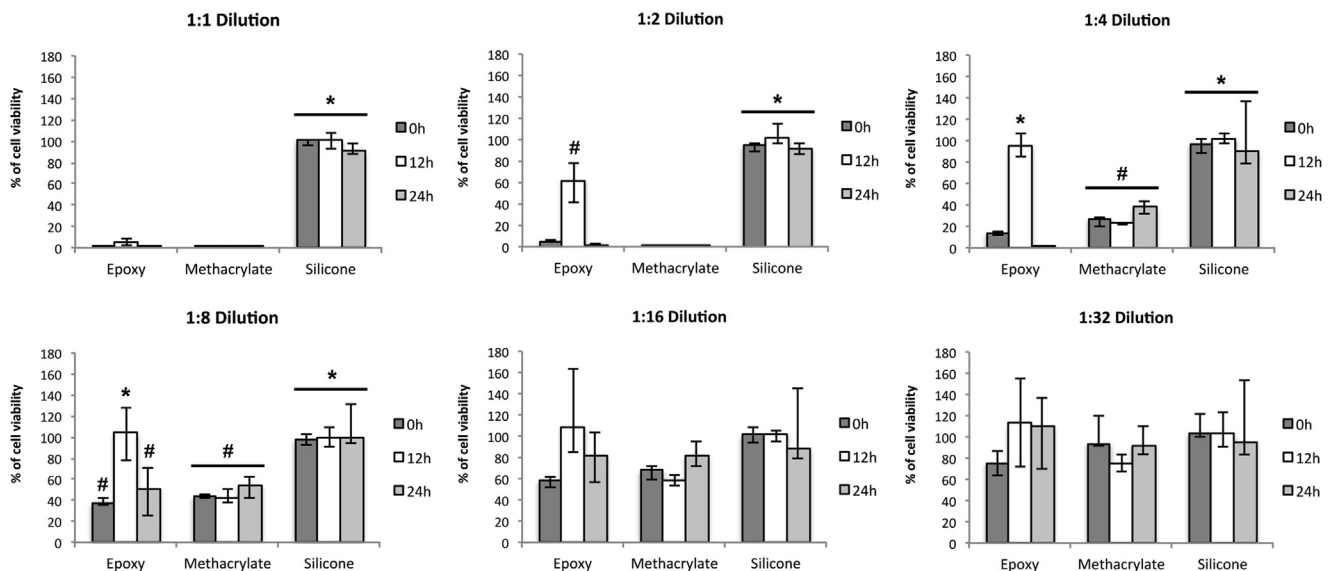 1:1 Dilution
% of cell viability
180
160
140
120
100
80
60
40
20
0
*
Epoxy
Methacrylate
Silicone
0h
12h
24h
1:2 Dilution
% of cell viability
180
160
140
120
100
80
60
40
20
0
#
*
Epoxy
Methacrylate
Silicone
0h
12h
24h
1:4 Dilution
% of cell viability
180
160
140
120
100
80
60
40
20
0
*
#
*
Epoxy
Methacrylate
Silicone
0h
12h
24h
1:8 Dilution
% of cell viability
180
160
140
120
100
80
60
40
20
0
#
*
#
#
*
Epoxy
Methacrylate
Silicone
0h
12h
24h
1:16 Dilution
% of cell viability
180
160
140
120
100
80
60
40
20
0
Epoxy
Methacrylate
Silicone
0h
12h
24h
1:32 Dilution
% of cell viability
180
160
140
120
100
80
60
40
20
0
Epoxy
Methacrylate
Silicone
0h
12h
24h